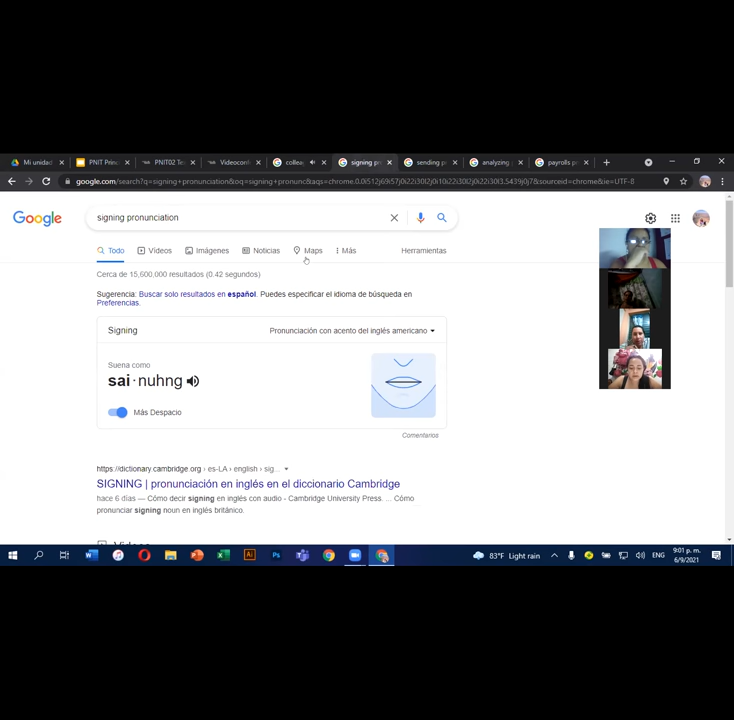 Mi unidad
PNIT Princ
PNIT02 Te
Videoconf
colleag
signing pr
sending p
analyzing
payrolls p
google.com/search?q=signing+pronunciation&oq=signing+pronunc&aqs=chrome.0.0i512j69i57j0i22i30l2j0i10i22i30l2j0i22i30l3.5439j0j7&sourceid=chrome&ie=UTF-8
Google
signing pronunciation
Todo
Vídeos
Imágenes
Noticias
Maps
Más
Herramientas
Cerca de 15,600,000 resultados (0.42 segundos)
Sugerencia: Buscar solo resultados en español. Puedes especificar el idioma de búsqueda en
Preferencias.
Signing
Pronunciación con acento del inglés americano
Suena como
sai·nuhng
Más Despacio
Comentarios
https://dictionary.cambridge.org › es-LA › english › sig...
SIGNING | pronunciación en inglés en el diccionario Cambridge
hace 6 días — Cómo decir signing en inglés con audio - Cambridge University Press. ... Cómo
pronunciar signing noun en inglés británico.
83°F Light rain
ENG
9:01 p. m.
6/9/2021